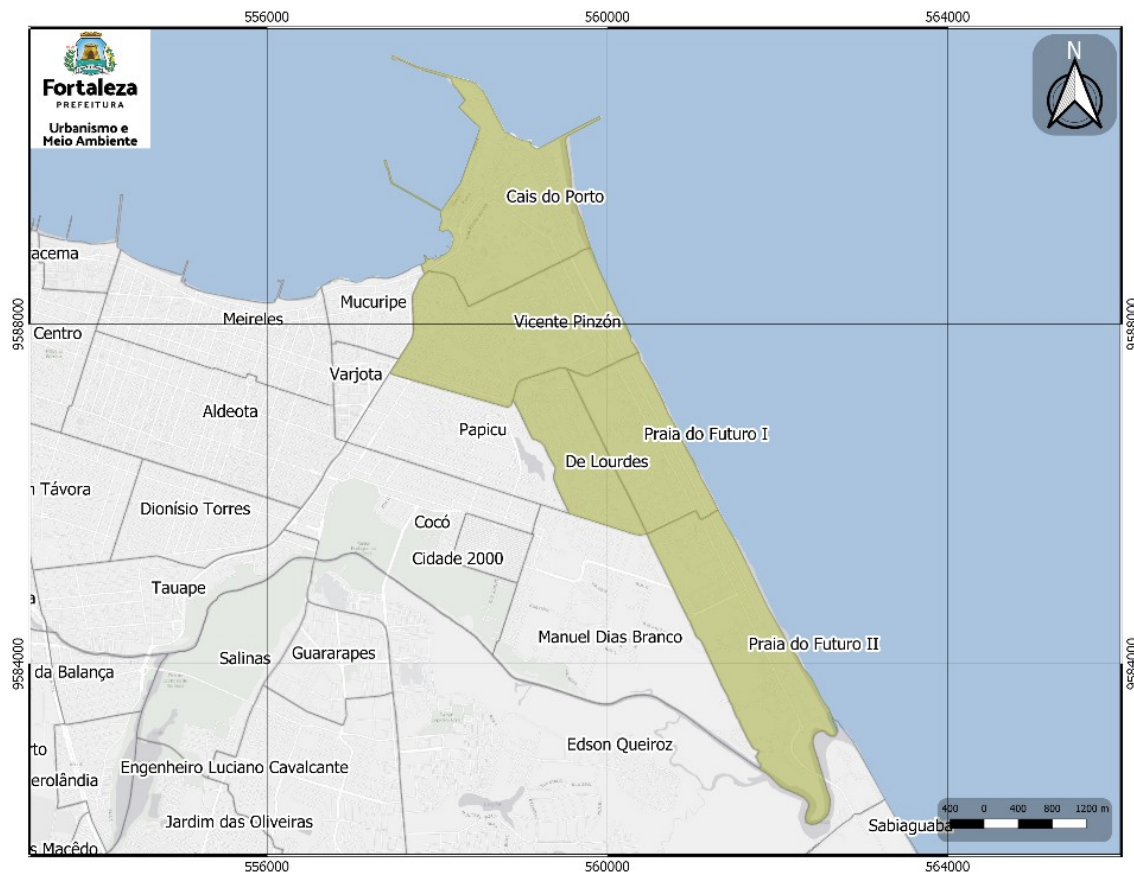 556000
560000
564000
Fortaleza
PREFEITURA
Urbanismo e
Meio Ambiente
N
Cais do Porto
acema
Mucuripe
Meireles
Vicente Pinzón
Centro
9588000
9588000
Varjota
Aldeota
Papicu
Praia do Futuro I
De Lourdes
n Távora
Dionísio Torres
Cocó
Cidade 2000
Tauape
Manuel Dias Branco
Praia do Futuro II
Salinas
Guararapes
da Balança
9584000
9584000
rto
Edson Queiroz
erolândia
Engenheiro Luciano Cavalcante
Jardim das Oliveiras
Sabiaguaba
400 0 400 800 1200 m
s Macêdo
556000
560000
564000